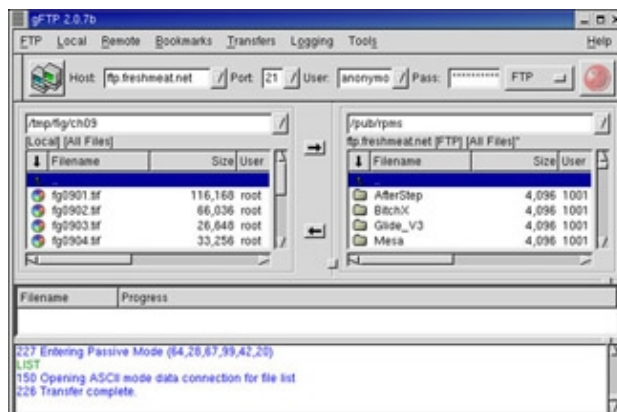 gFTP 2.0.7b
FTP Local Remote Bookmarks Transfers Logging Tools Help
Host: ftp.freshmeat.net Port: 21 User: anonymo Pass: ********** FTP
/tmp/fig/ch09
[Local] [All Files]
Filename Size User
..
fg0901.tif 116,168 root
fg0902.tif 66,036 root
fg0903.tif 26,648 root
fg0904.tif 33,256 root
/pub/rpms
ftp.freshmeat.net [FTP] [All Files]*
Filename Size User
..
AfterStep 4,096 1001
BitchX 4,096 1001
Glide_V3 4,096 1001
Mesa 4,096 1001
Filename Progress
227 Entering Passive Mode (64,28,67,99,42,20)
LIST
150 Opening ASCII mode data connection for file list
226 Transfer complete.